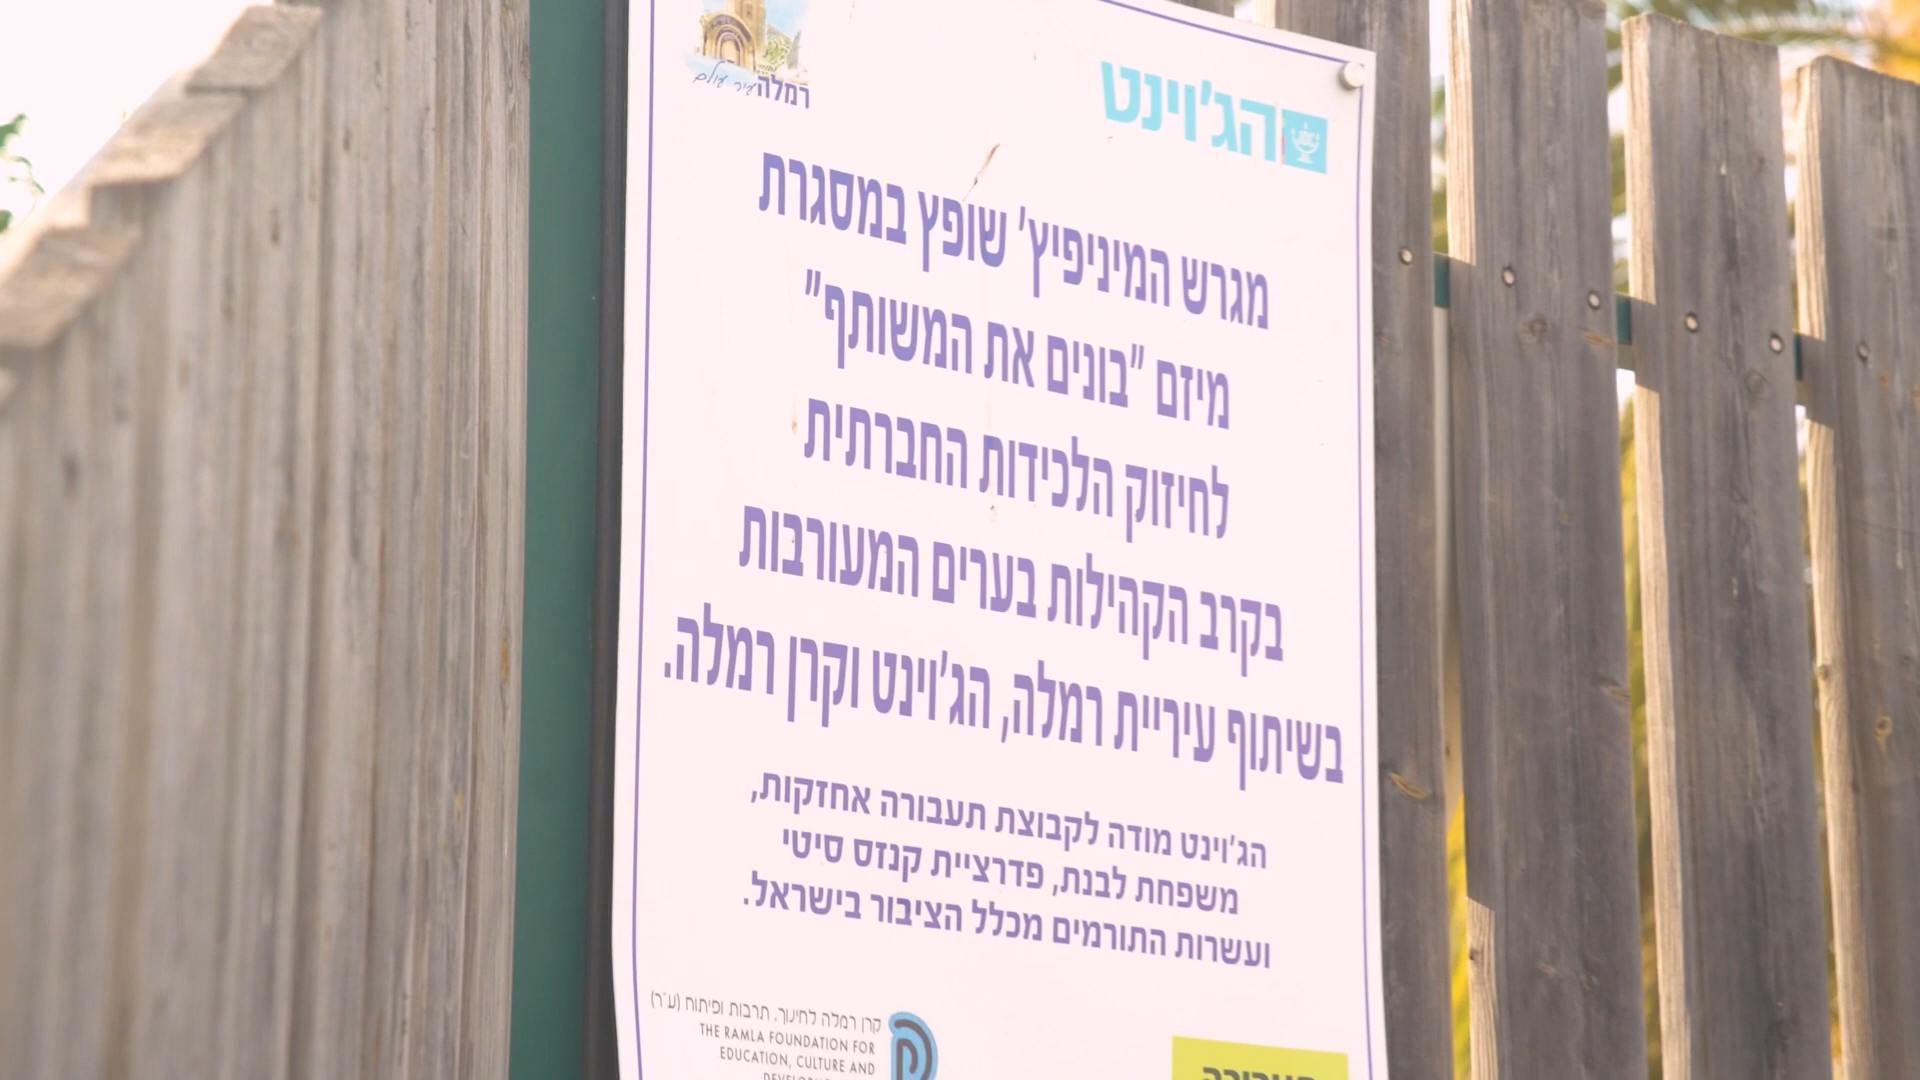 הג'וינט
רמלה עיר עולם
מגרש המיניפיץ' שופץ במסגרת
מיזם "בונים את המשותף"
לחיזוק הלכידות החברתית
בקרב הקהילות בערים המעורבות
בשיתוף עיריית רמלה, הג'וינט וקרן רמלה.
הג'וינט מודה לקבוצת תעבורה אחזקות,
משפחת לבנת, פדרציית קנזס סיטי
ועשרות התורמים מכלל הציבור בישראל.
קרן רמלה לחינוך, תרבות ופיתוח (ע"ר)
THE RAMLA FOUNDATION FOR
EDUCATION, CULTURE AND